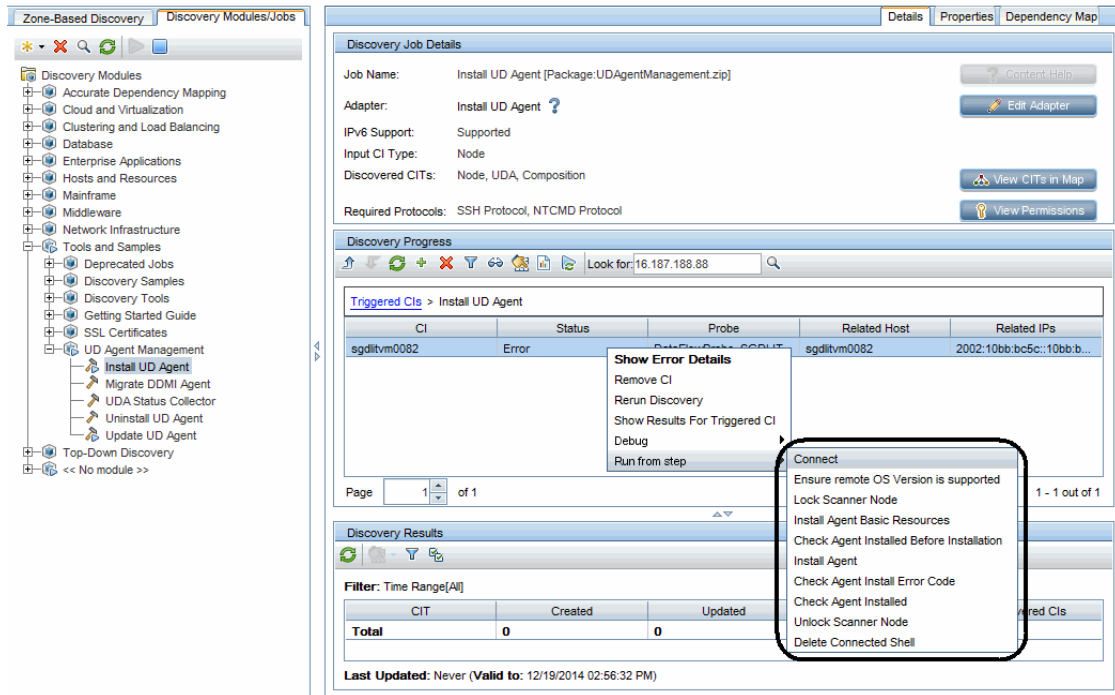 Zone-Based Discovery
Discovery Modules/Jobs
Discovery Modules
Accurate Dependency Mapping
Cloud and Virtualization
Clustering and Load Balancing
Database
Enterprise Applications
Hosts and Resources
Mainframe
Middleware
Network Infrastructure
Tools and Samples
Deprecated Jobs
Discovery Samples
Discovery Tools
Getting Started Guide
SSL Certificates
UD Agent Management
Install UD Agent
Migrate DDMI Agent
UDA Status Collector
Uninstall UD Agent
Update UD Agent
Top-Down Discovery
<< No module >>
Details Properties Dependency Map
Discovery Job Details
Job Name: Install UD Agent [Package:UDAgentManagement.zip]
? Content Help
Adapter: Install UD Agent ?
Edit Adapter
IPv6 Support: Supported
Input CI Type: Node
Discovered CITs: Node, UDA, Composition
View CITs in Map
Required Protocols: SSH Protocol, NTCMD Protocol
View Permissions
Discovery Progress
Look for: 16.187.188.88
Triggered CIs > Install UD Agent
CI Status Probe Related Host Related IPs
sgdlitvm0082 Error sgdlitvm0082 2002:10bb:bc5c::10bb:b...
Show Error Details
Remove CI
Rerun Discovery
Show Results For Triggered CI
Debug
Run from step
Connect
Ensure remote OS Version is supported
Lock Scanner Node
Install Agent Basic Resources
Check Agent Installed Before Installation
Install Agent
Check Agent Install Error Code
Check Agent Installed
Unlock Scanner Node
Delete Connected Shell
Page 1 of 1
1 - 1 out of 1
Discovery Results
Filter: Time Range[All]
CIT Created Updated CIs
Total 0 0
Last Updated: Never (Valid to: 12/19/2014 02:56:32 PM)